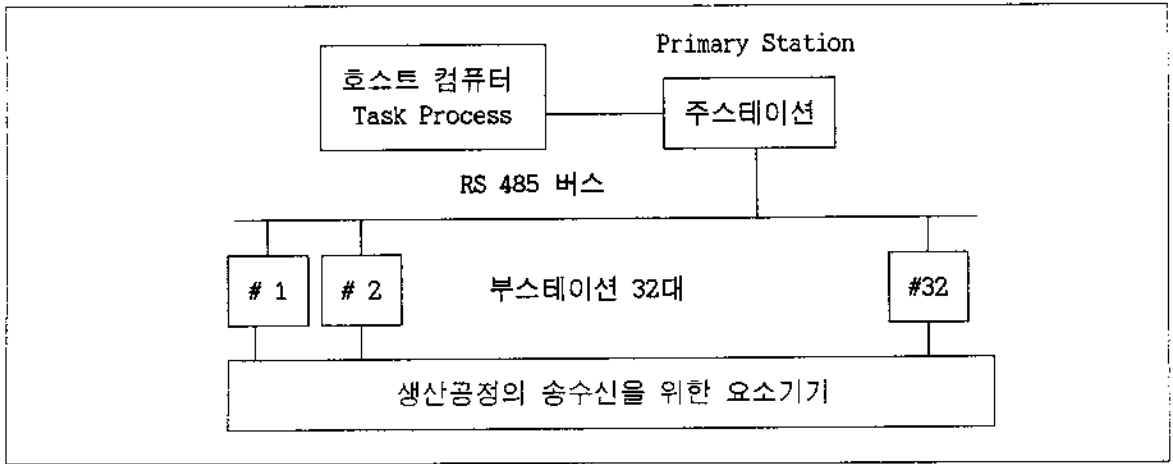 Primary Station
호스트 컴퓨터
Task Process
주스테이션
RS 485 버스
# 1
# 2
부스테이션 32대
#32
생산공정의 송수신을 위한 요소기기